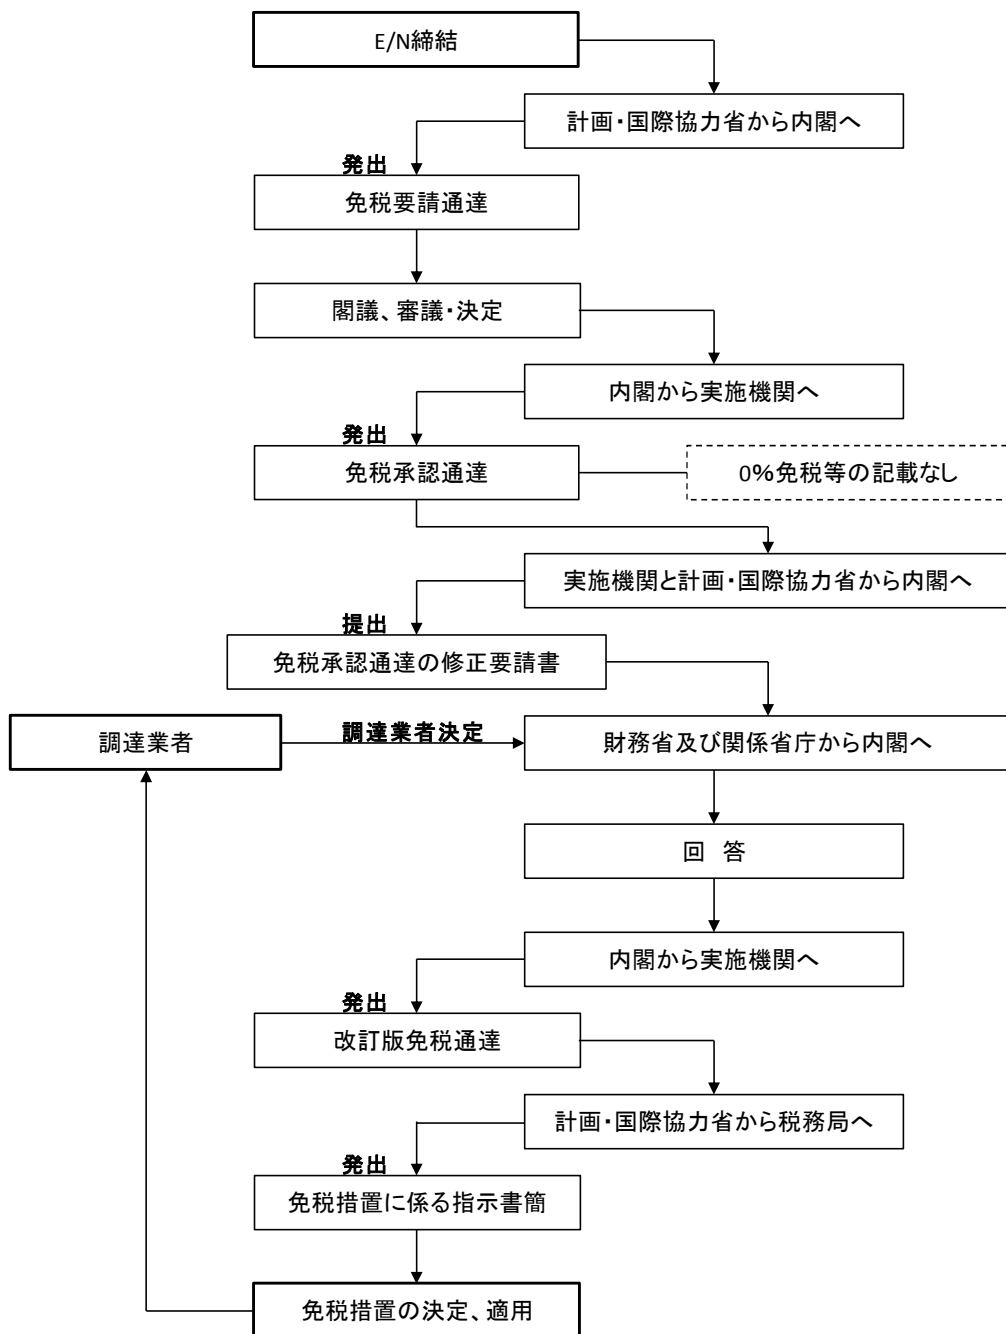 E/N締結
計画・国際協力省から内閣へ
発出
免税要請通達
閣議、審議・決定
内閣から実施機関へ
発出
免税承認通達
0%免税等の記載なし
実施機関と計画・国際協力省から内閣へ
提出
免税承認通達の修正要請書
調達業者
調達業者決定
財務省及び関係省庁から内閣へ
回 答
内閣から実施機関へ
発出
改訂版免税通達
計画・国際協力省から税務局へ
発出
免税措置に係る指示書簡
免税措置の決定、適用